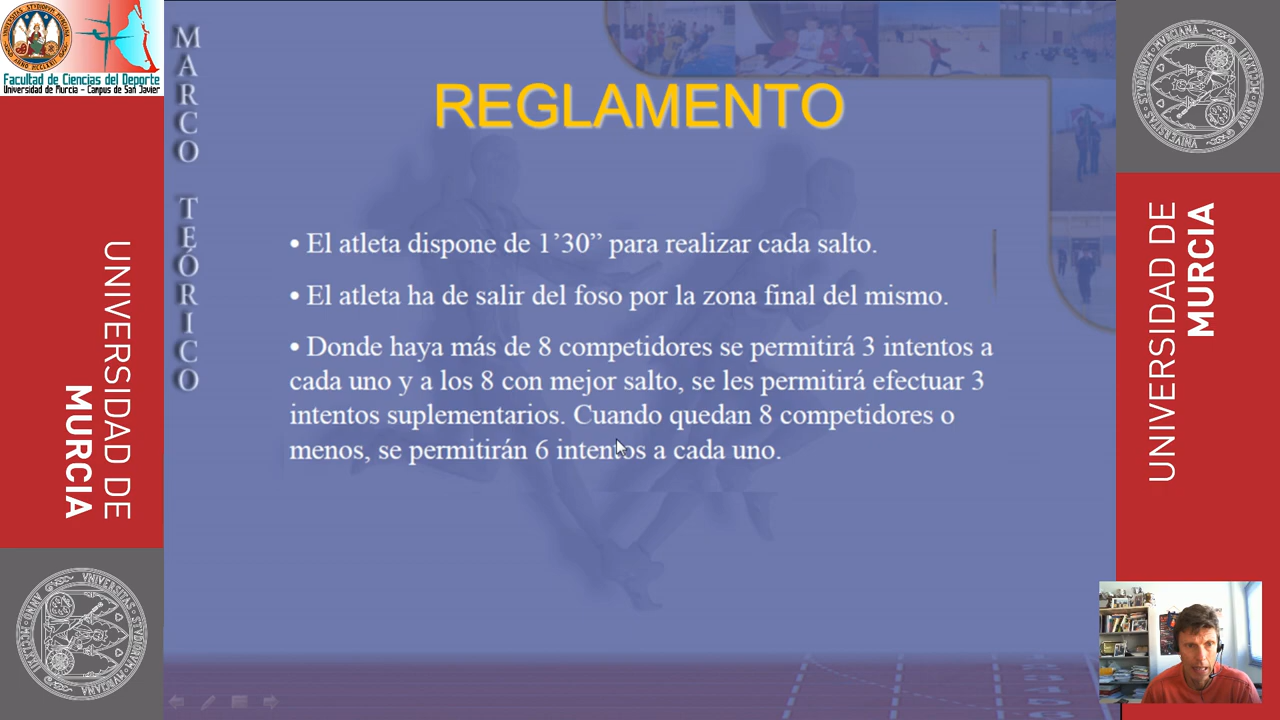 Facultad de Ciencias del Deporte
Universidad de Murcia - Campus de San Javier
MARCO TEÓRICO
REGLAMENTO
• El atleta dispone de 1’30” para realizar cada salto.
• El atleta ha de salir del foso por la zona final del mismo.
• Donde haya más de 8 competidores se permitirá 3 intentos a
cada uno y a los 8 con mejor salto, se les permitirá efectuar 3
intentos suplementarios. Cuando quedan 8 competidores o
menos, se permitirán 6 intentos a cada uno.
UNIVERSIDAD DE
MURCIA
UNIVERSIDAD DE
MURCIA